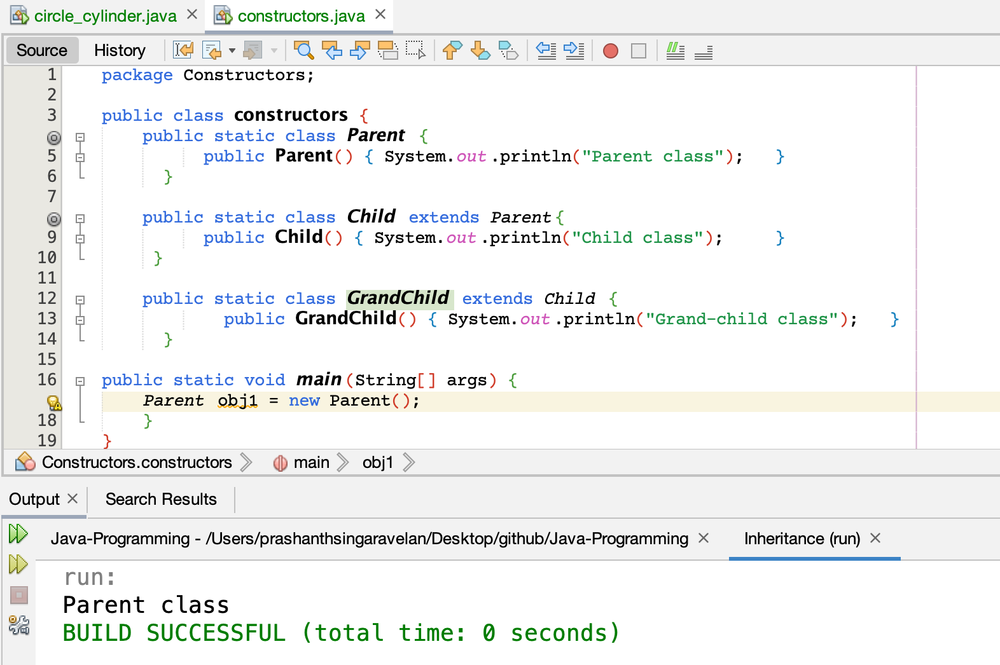 circle_cylinder.java × constructors.java ×
Source History
1 package Constructors;
2
3 public class constructors {
public static class Parent {
5 public Parent() { System.out.println("Parent class"); }
6 }
7
public static class Child extends Parent{
9 public Child() { System.out.println("Child class"); }
10 }
11
12 public static class GrandChild extends Child {
13 public GrandChild() { System.out.println("Grand-child class"); }
14 }
15
16 public static void main(String[] args) {
Parent obj1 = new Parent();
18 }
19 }
Constructors.constructors main obj1
Output × Search Results
Java-Programming - /Users/prashanthsingaravelan/Desktop/github/Java-Programming × Inheritance (run) ×
run:
Parent class
BUILD SUCCESSFUL (total time: 0 seconds)